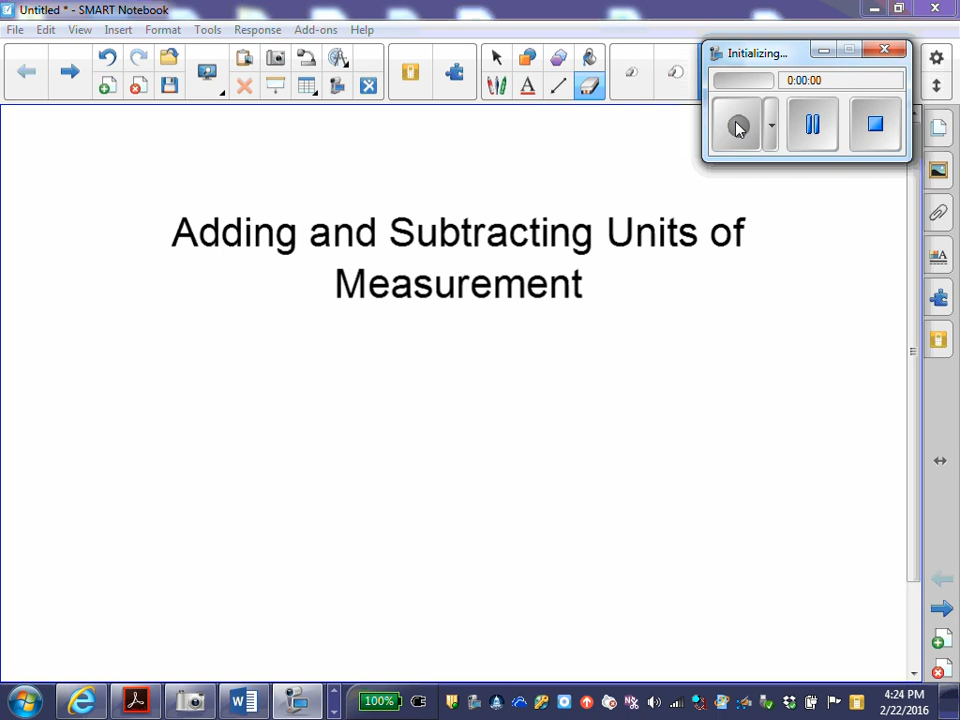 Untitled * - SMART Notebook
File Edit View Insert Format Tools Response Add-ons Help
Initializing...
0:00:00
Adding and Subtracting Units of
Measurement
100%
4:24 PM
2/22/2016